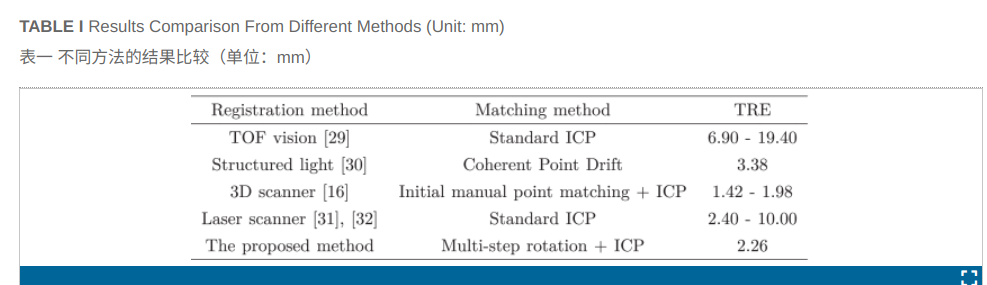 TABLE I Results Comparison From Different Methods (Unit: mm)
表一 不同方法的结果比较（单位：mm）
Registration method Matching method TRE
TOF vision [29] Standard ICP 6.90 - 19.40
Structured light [30] Coherent Point Drift 3.38
3D scanner [16] Initial manual point matching + ICP 1.42 - 1.98
Laser scanner [31], [32] Standard ICP 2.40 - 10.00
The proposed method Multi-step rotation + ICP 2.26